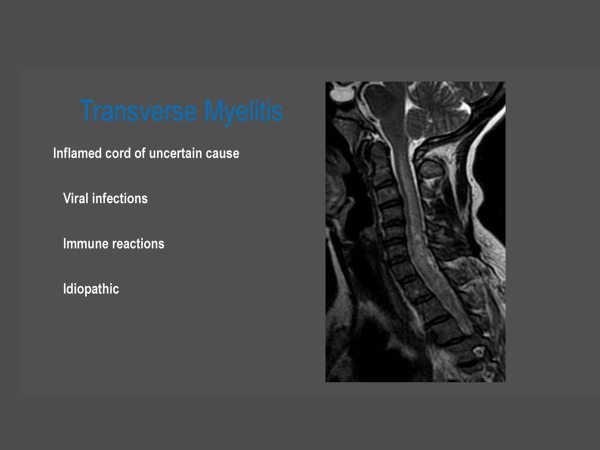 Transverse Myelitis
Inflamed cord of uncertain cause
Viral infections
Immune reactions
Idiopathic